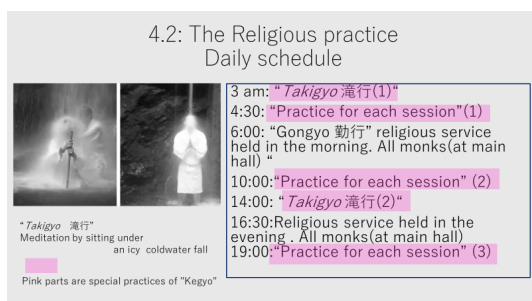 4.2: The Religious practice
Daily schedule
3 am: “Takigyo 滝行(1)“
4:30: “Practice for each session”(1)
6:00: “Gongyo 勤行” religious service
held in the morning. All monks(at main
hall) “
10:00:“Practice for each session” (2)
14:00: “Takigyo 滝行(2)“
16:30:Religious service held in the
evening . All monks(at main hall)
19:00:“Practice for each session” (3)
“Takigyo 滝行”
Meditation by sitting under
an icy coldwater fall
Pink parts are special practices of ”Kegyo”